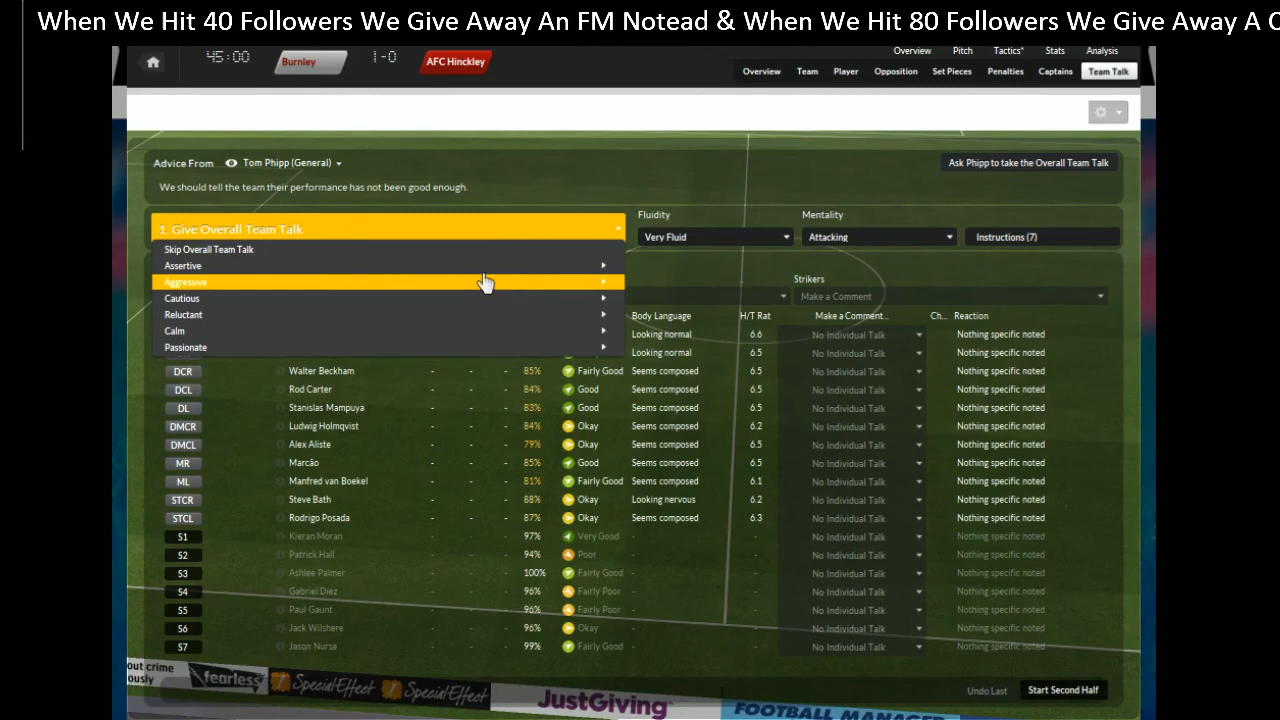 When We Hit 40 Followers We Give Away An FM Notead & When We Hit 80 Followers We Give Away A
45:00 Burnley 1-0 AFC Hinckley
Overview Pitch Tactics* Stats Analysis
Overview Team Player Opposition Set Pieces Penalties Captains Team Talk
Advice From Tom Phipp (General) Ask Phipp to take the Overall Team Talk
We should tell the team their performance has not been good enough.
1. Give Overall Team Talk
Fluidity Mentality
Very Fluid Attacking Instructions (7)
Skip Overall Team Talk
Assertive
Aggressive
Cautious
Reluctant
Calm
Passionate
Strikers
Make a Comment
Body Language H/T Rat Make a Comment... Ch... Reaction
Looking normal 6.6 No Individual Talk Nothing specific noted
Looking normal 6.5 No Individual Talk Nothing specific noted
DCR Walter Beckham - - - 85% Fairly Good Seems composed 6.5 No Individual Talk Nothing specific noted
DCL Rod Carter - - - 84% Good Seems composed 6.5 No Individual Talk Nothing specific noted
DL Stanislas Mampuya - - - 83% Good Seems composed 6.5 No Individual Talk Nothing specific noted
DMCR Ludwig Holmqvist - - - 84% Okay Seems composed 6.2 No Individual Talk Nothing specific noted
DMCL Alex Aliste - - - 79% Okay Seems composed 6.5 No Individual Talk Nothing specific noted
MR Marcão - - - 85% Good Seems composed 6.5 No Individual Talk Nothing specific noted
ML Manfred van Boekel - - - 81% Fairly Good Seems composed 6.1 No Individual Talk Nothing specific noted
STCR Steve Bath - - - 88% Okay Looking nervous 6.2 No Individual Talk Nothing specific noted
STCL Rodrigo Posada - - - 87% Okay Seems composed 6.3 No Individual Talk Nothing specific noted
S1 Kieran Moran - - - 97% Very Good - - No Individual Talk Nothing specific noted
S2 Patrick Hall - - - 94% Poor - - No Individual Talk Nothing specific noted
S3 Ashlee Palmer - - - 100% Fairly Good - - No Individual Talk Nothing specific noted
S4 Gabriel Diez - - - 96% Fairly Poor - - No Individual Talk Nothing specific noted
S5 Paul Gaunt - - - 96% Fairly Poor - - No Individual Talk Nothing specific noted
S6 Jack Wilshere - - - 96% Okay - - No Individual Talk Nothing specific noted
S7 Jason Nurse - - - 99% Fairly Good - - No Individual Talk Nothing specific noted
out crime
ously
fearless
SpecialEffect
SpecialEffect
JustGiving
FOOTBALL MANAGER
Undo Last Start Second Half